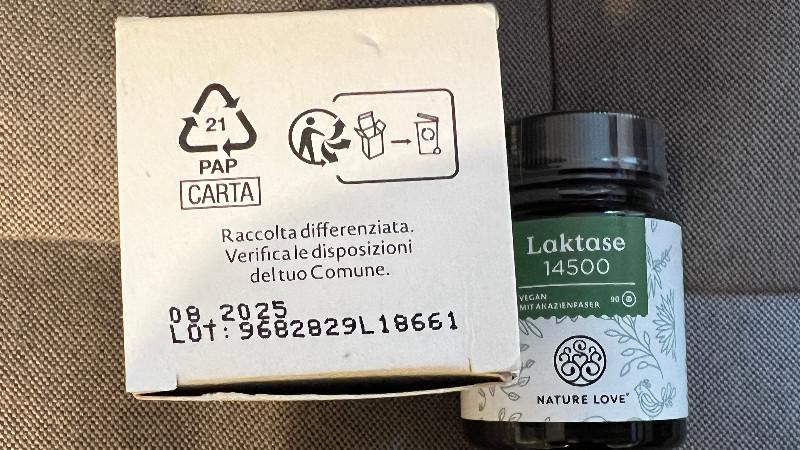 21
PAP
CARTA
Raccolta differenziata.
Verifica le disposizioni
del tuo Comune.
08 2025
LOT: 9682829L18661
Laktase
14500
VEGAN
MIT AKAZIENFASER 90
NATURE LOVE®